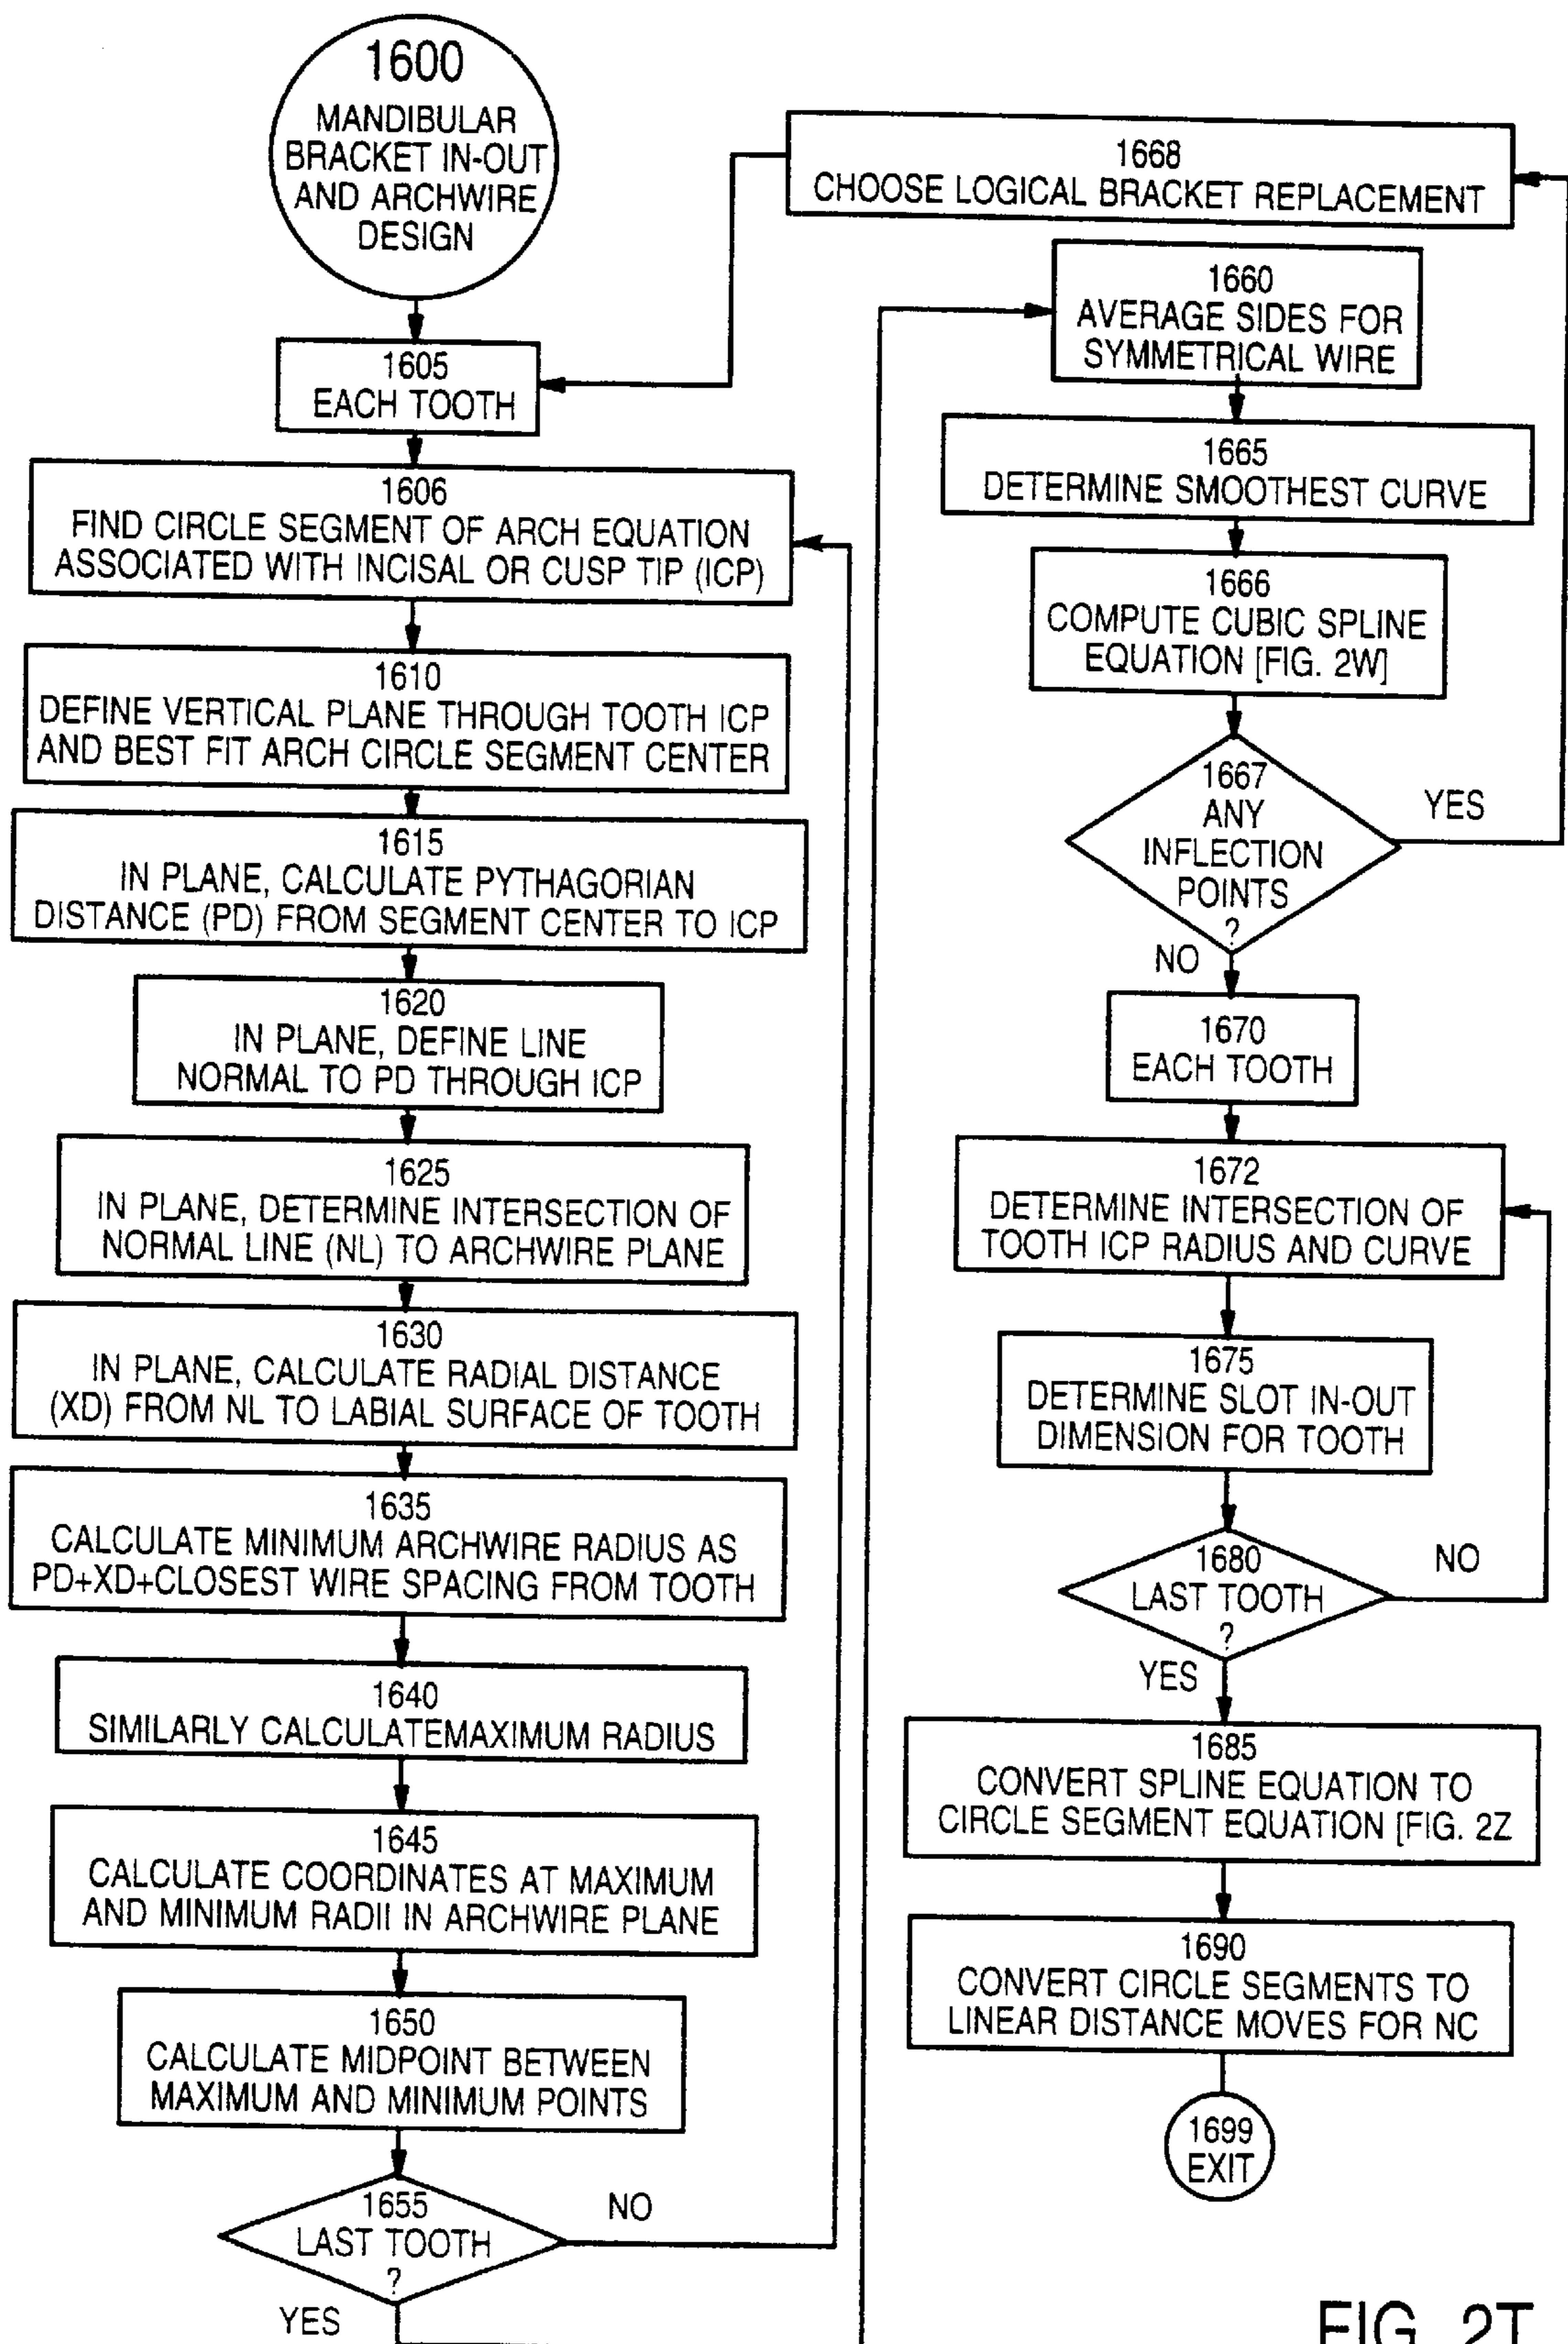 1600
MANDIBULAR
BRACKET IN-OUT
AND ARCHWIRE
DESIGN
1605
EACH TOOTH
1606
FIND CIRCLE SEGMENT OF ARCH EQUATION
ASSOCIATED WITH INCISAL OR CUSP TIP (ICP)
1610
DEFINE VERTICAL PLANE THROUGH TOOTH ICP
AND BEST FIT ARCH CIRCLE SEGMENT CENTER
1615
IN PLANE, CALCULATE PYTHAGORIAN
DISTANCE (PD) FROM SEGMENT CENTER TO ICP
1620
IN PLANE, DEFINE LINE
NORMAL TO PD THROUGH ICP
1625
IN PLANE, DETERMINE INTERSECTION OF
NORMAL LINE (NL) TO ARCHWIRE PLANE
1630
IN PLANE, CALCULATE RADIAL DISTANCE
(XD) FROM NL TO LABIAL SURFACE OF TOOTH
1635
CALCULATE MINIMUM ARCHWIRE RADIUS AS
PD+XD+CLOSEST WIRE SPACING FROM TOOTH
1640
SIMILARLY CALCULATEMAXIMUM RADIUS
1645
CALCULATE COORDINATES AT MAXIMUM
AND MINIMUM RADII IN ARCHWIRE PLANE
1650
CALCULATE MIDPOINT BETWEEN
MAXIMUM AND MINIMUM POINTS
1655
LAST TOOTH
?
NO
YES
1668
CHOOSE LOGICAL BRACKET REPLACEMENT
1660
AVERAGE SIDES FOR
SYMMETRICAL WIRE
1665
DETERMINE SMOOTHEST CURVE
1666
COMPUTE CUBIC SPLINE
EQUATION [FIG. 2W]
1667
ANY
INFLECTION
POINTS
?
YES
NO
1670
EACH TOOTH
1672
DETERMINE INTERSECTION OF
TOOTH ICP RADIUS AND CURVE
1675
DETERMINE SLOT IN-OUT
DIMENSION FOR TOOTH
1680
LAST TOOTH
?
NO
YES
1685
CONVERT SPLINE EQUATION TO
CIRCLE SEGMENT EQUATION [FIG. 2Z
1690
CONVERT CIRCLE SEGMENTS TO
LINEAR DISTANCE MOVES FOR NC
1699
EXIT
FIG. 2T